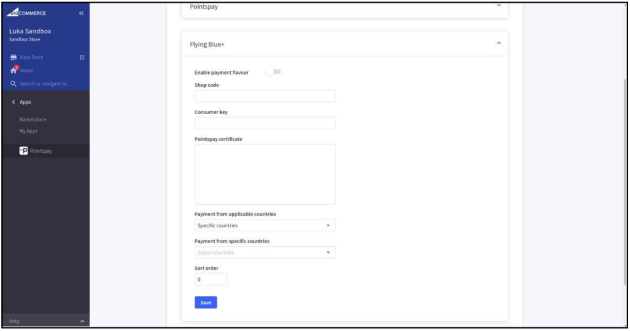 COMMERCE
Luka Sandbox
Sandbox Store
View Store
Home
Search or navigate to...
Apps
Marketplace
My Apps
Pointspay
Help
Pointspay
Flying Blue+
Enable payment flavour
Shop code
Consumer key
Pointspay certificate
Payment from applicable countries
Specific countries
Payment from specific countries
Select countries
Sort order
0
Save